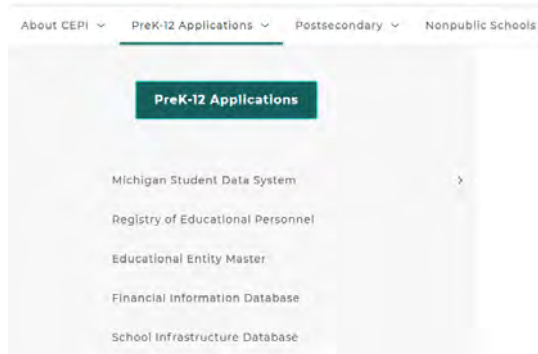 About CEPI PreK-12 Applications Postsecondary Nonpublic Schools
PreK-12 Applications
Michigan Student Data System
Registry of Educational Personnel
Educational Entity Master
Financial Information Database
School Infrastructure Database